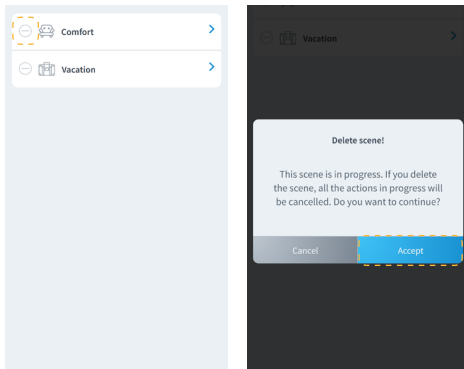 Comfort
Vacation
Vacation
Delete scene!
This scene is in progress. If you delete
the scene, all the actions in progress will
be cancelled. Do you want to continue?
Cancel
Accept